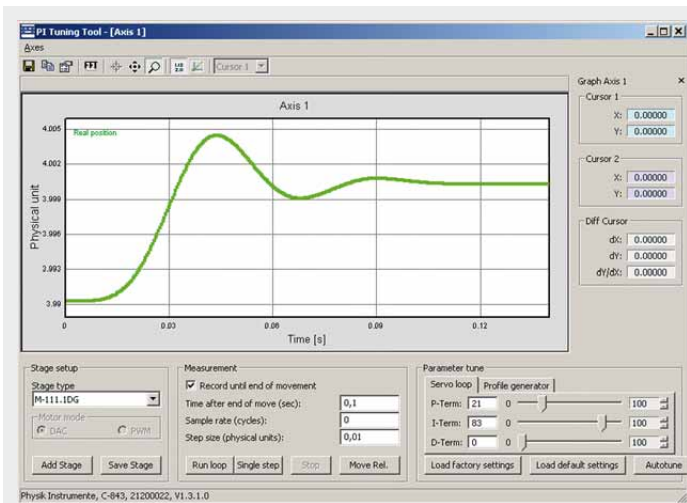 PI Tuning Tool - [Axis 1]
Axes
FFT
Cursor 1
Graph Axis 1
Axis 1
Real position
Physical unit
4.005
4.002
3.999
3.996
3.993
3.99
0 0.03 0.06 0.09 0.12
Time [s]
Cursor 1
X: 0.00000
Y: 0.00000
Cursor 2
X: 0.00000
Y: 0.00000
Diff Cursor
dX: 0.00000
dY: 0.00000
dY/dX: 0.00000
Stage setup
Stage type
M-111.1DG
Motor mode
DAC PWM
Add Stage Save Stage
Measurement
Record until end of movement
Time after end of move (sec): 0,1
Sample rate (cycles): 0
Step size (physical units): 0,01
Run loop Single step Stop Move Rel.
Parameter tune
Servo loop Profile generator
P-Term: 21 0 100
I-Term: 83 0 100
D-Term: 0 0 100
Load factory settings Load default settings Autotune
Physik Instrumente, C-843, 21200022, V1.3.1.0